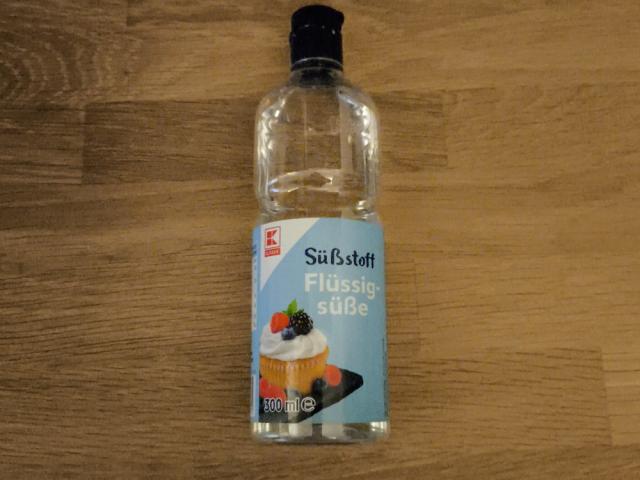 K
Süßstoff
Flüssig-
süße
300 ml ℮